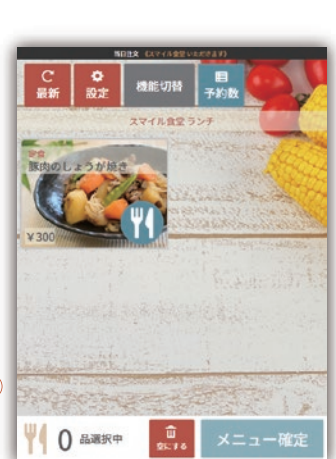 当日注文 《スマイル食堂 いただきます》
最新 設定 機能切替 予約数
スマイル食堂 ランチ
定食
豚肉のしょうが焼き
¥300
0 品選択中 空にする メニュー確定